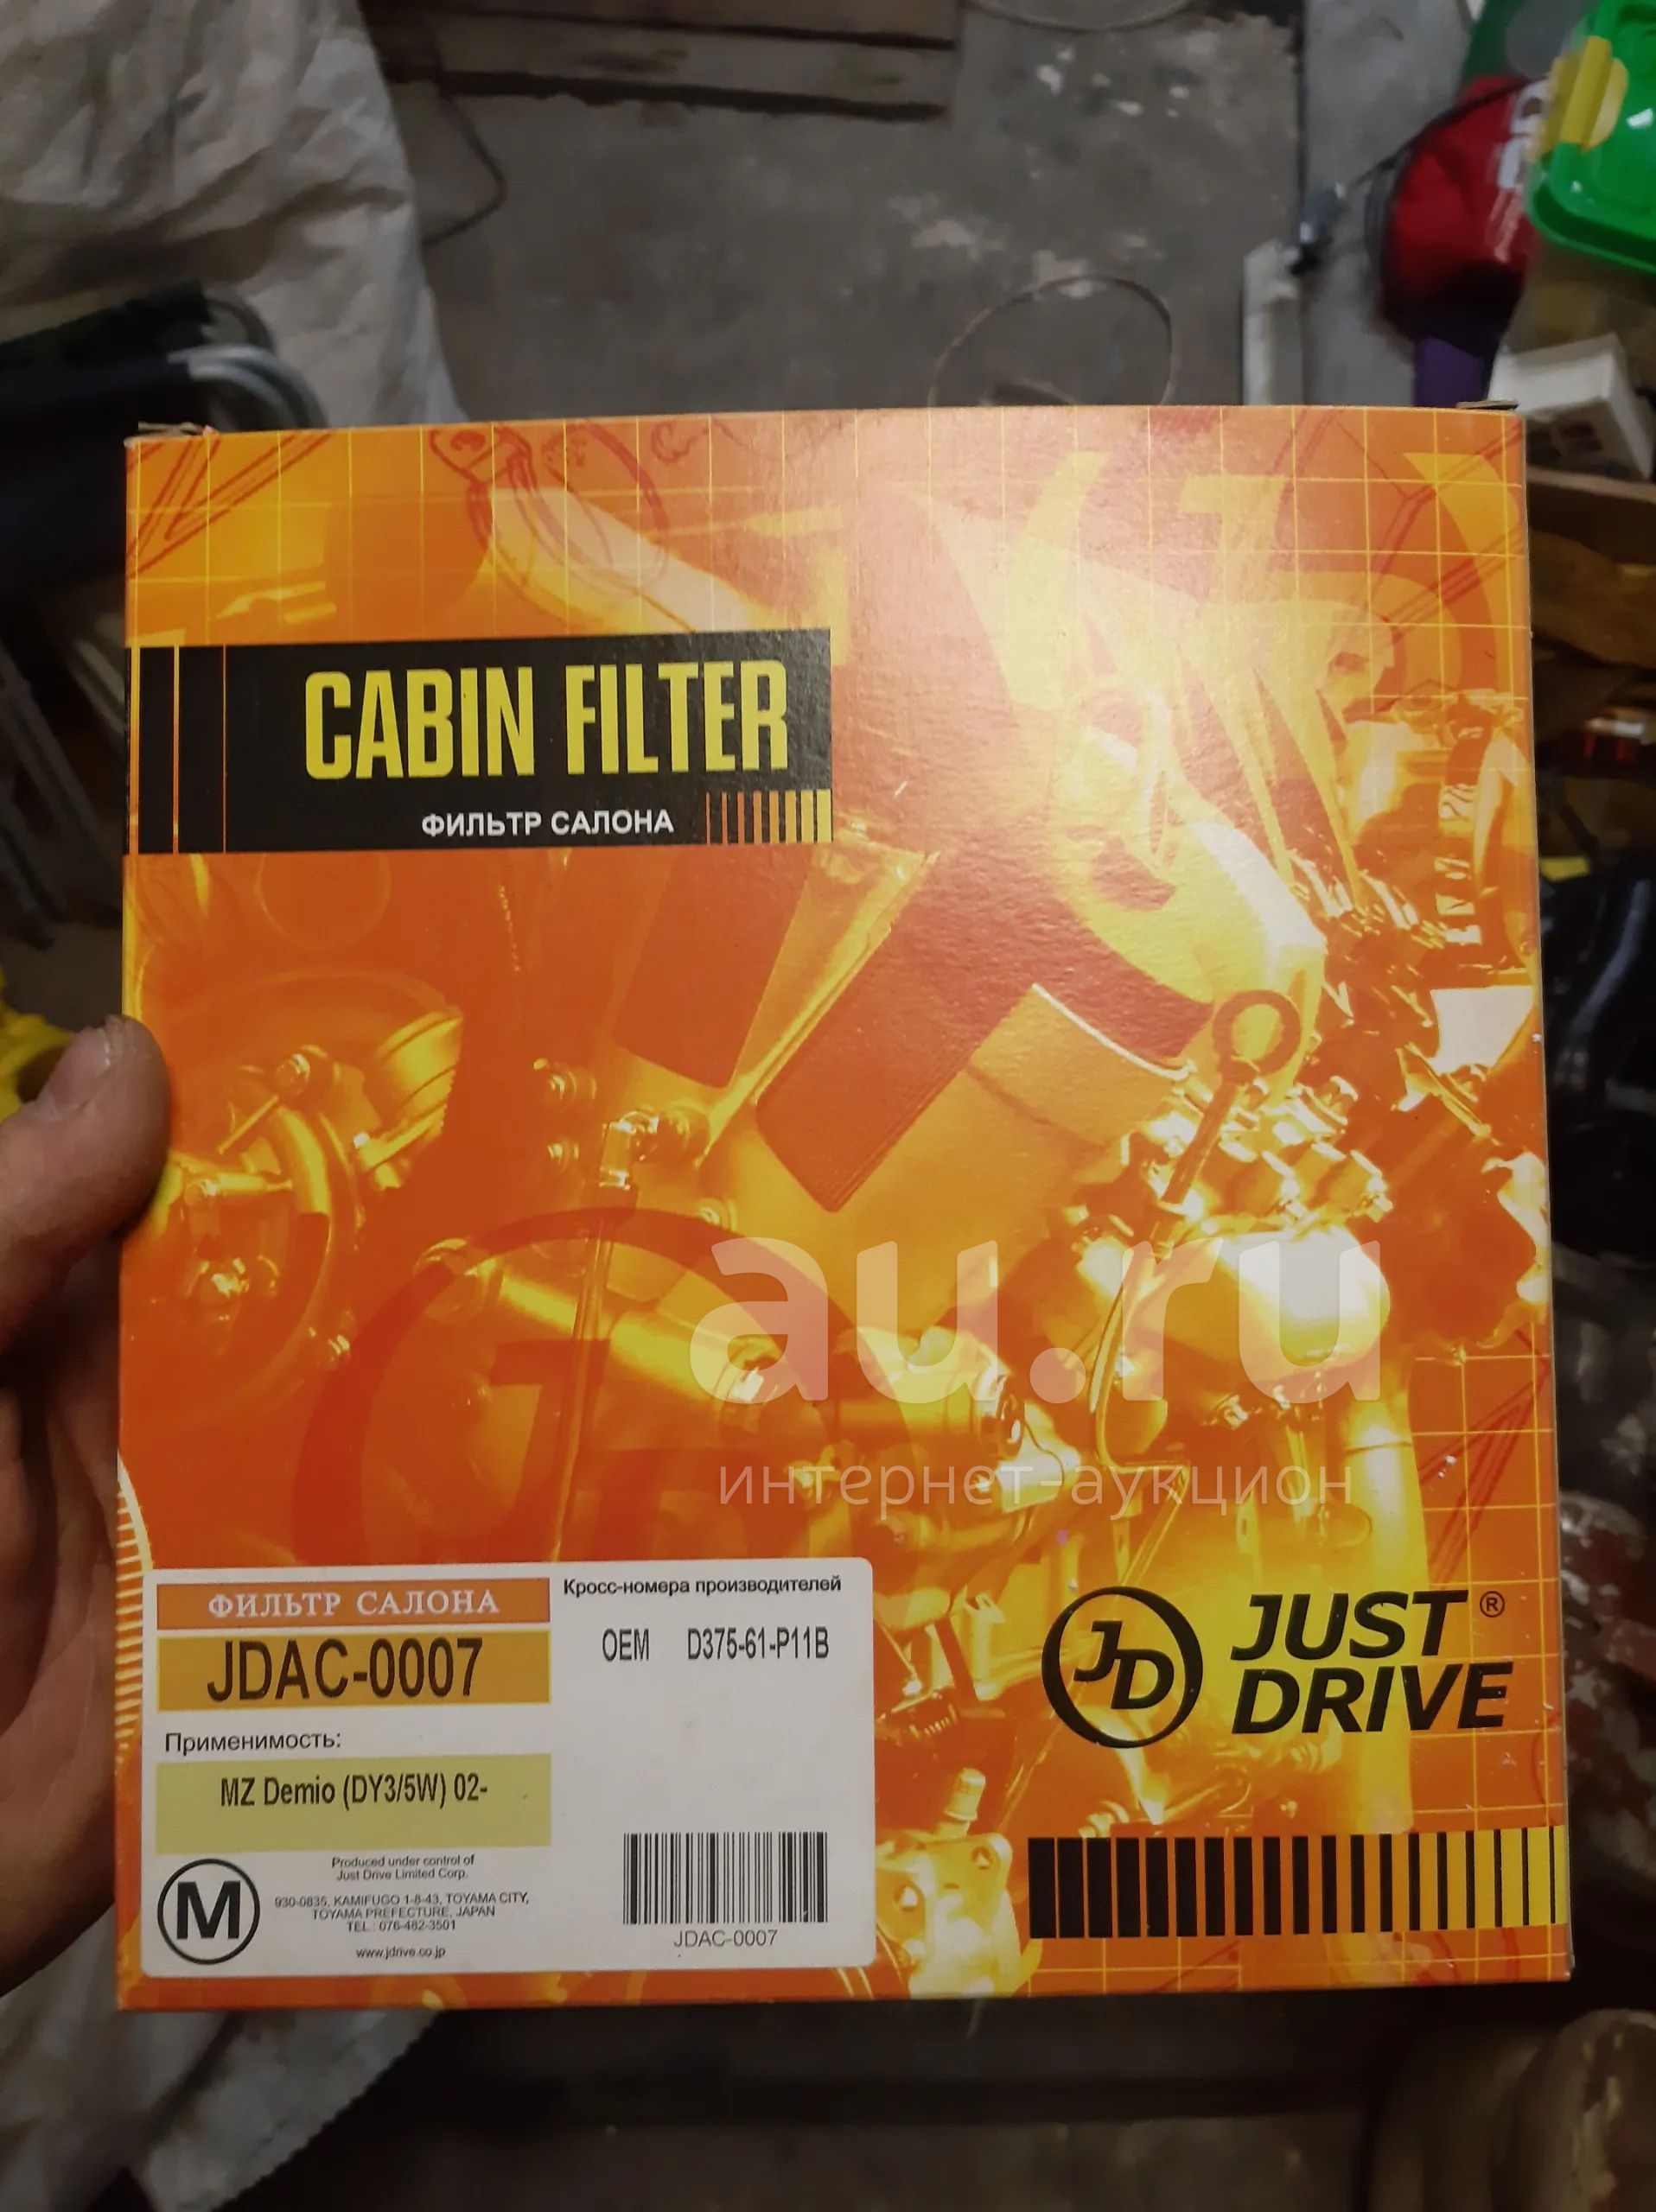 CABIN FILTER
ФИЛЬТР САЛОНА
au.ru
интернет-аукцион
ФИЛЬТР САЛОНА
JDAC-0007
Применимость:
MZ Demio (DY3/5W) 02-
Кросс-номера производителей
OEM D375-61-P11B
M
Produced under control of
Just Drive Limited Corp.
930-0835, KAMIFUGO 1-8-43, TOYAMA CITY,
TOYAMA PREFECTURE, JAPAN
TEL.: 076-482-3501
www.jdrive.co.jp
JDAC-0007
JD
JUST ®
DRIVE